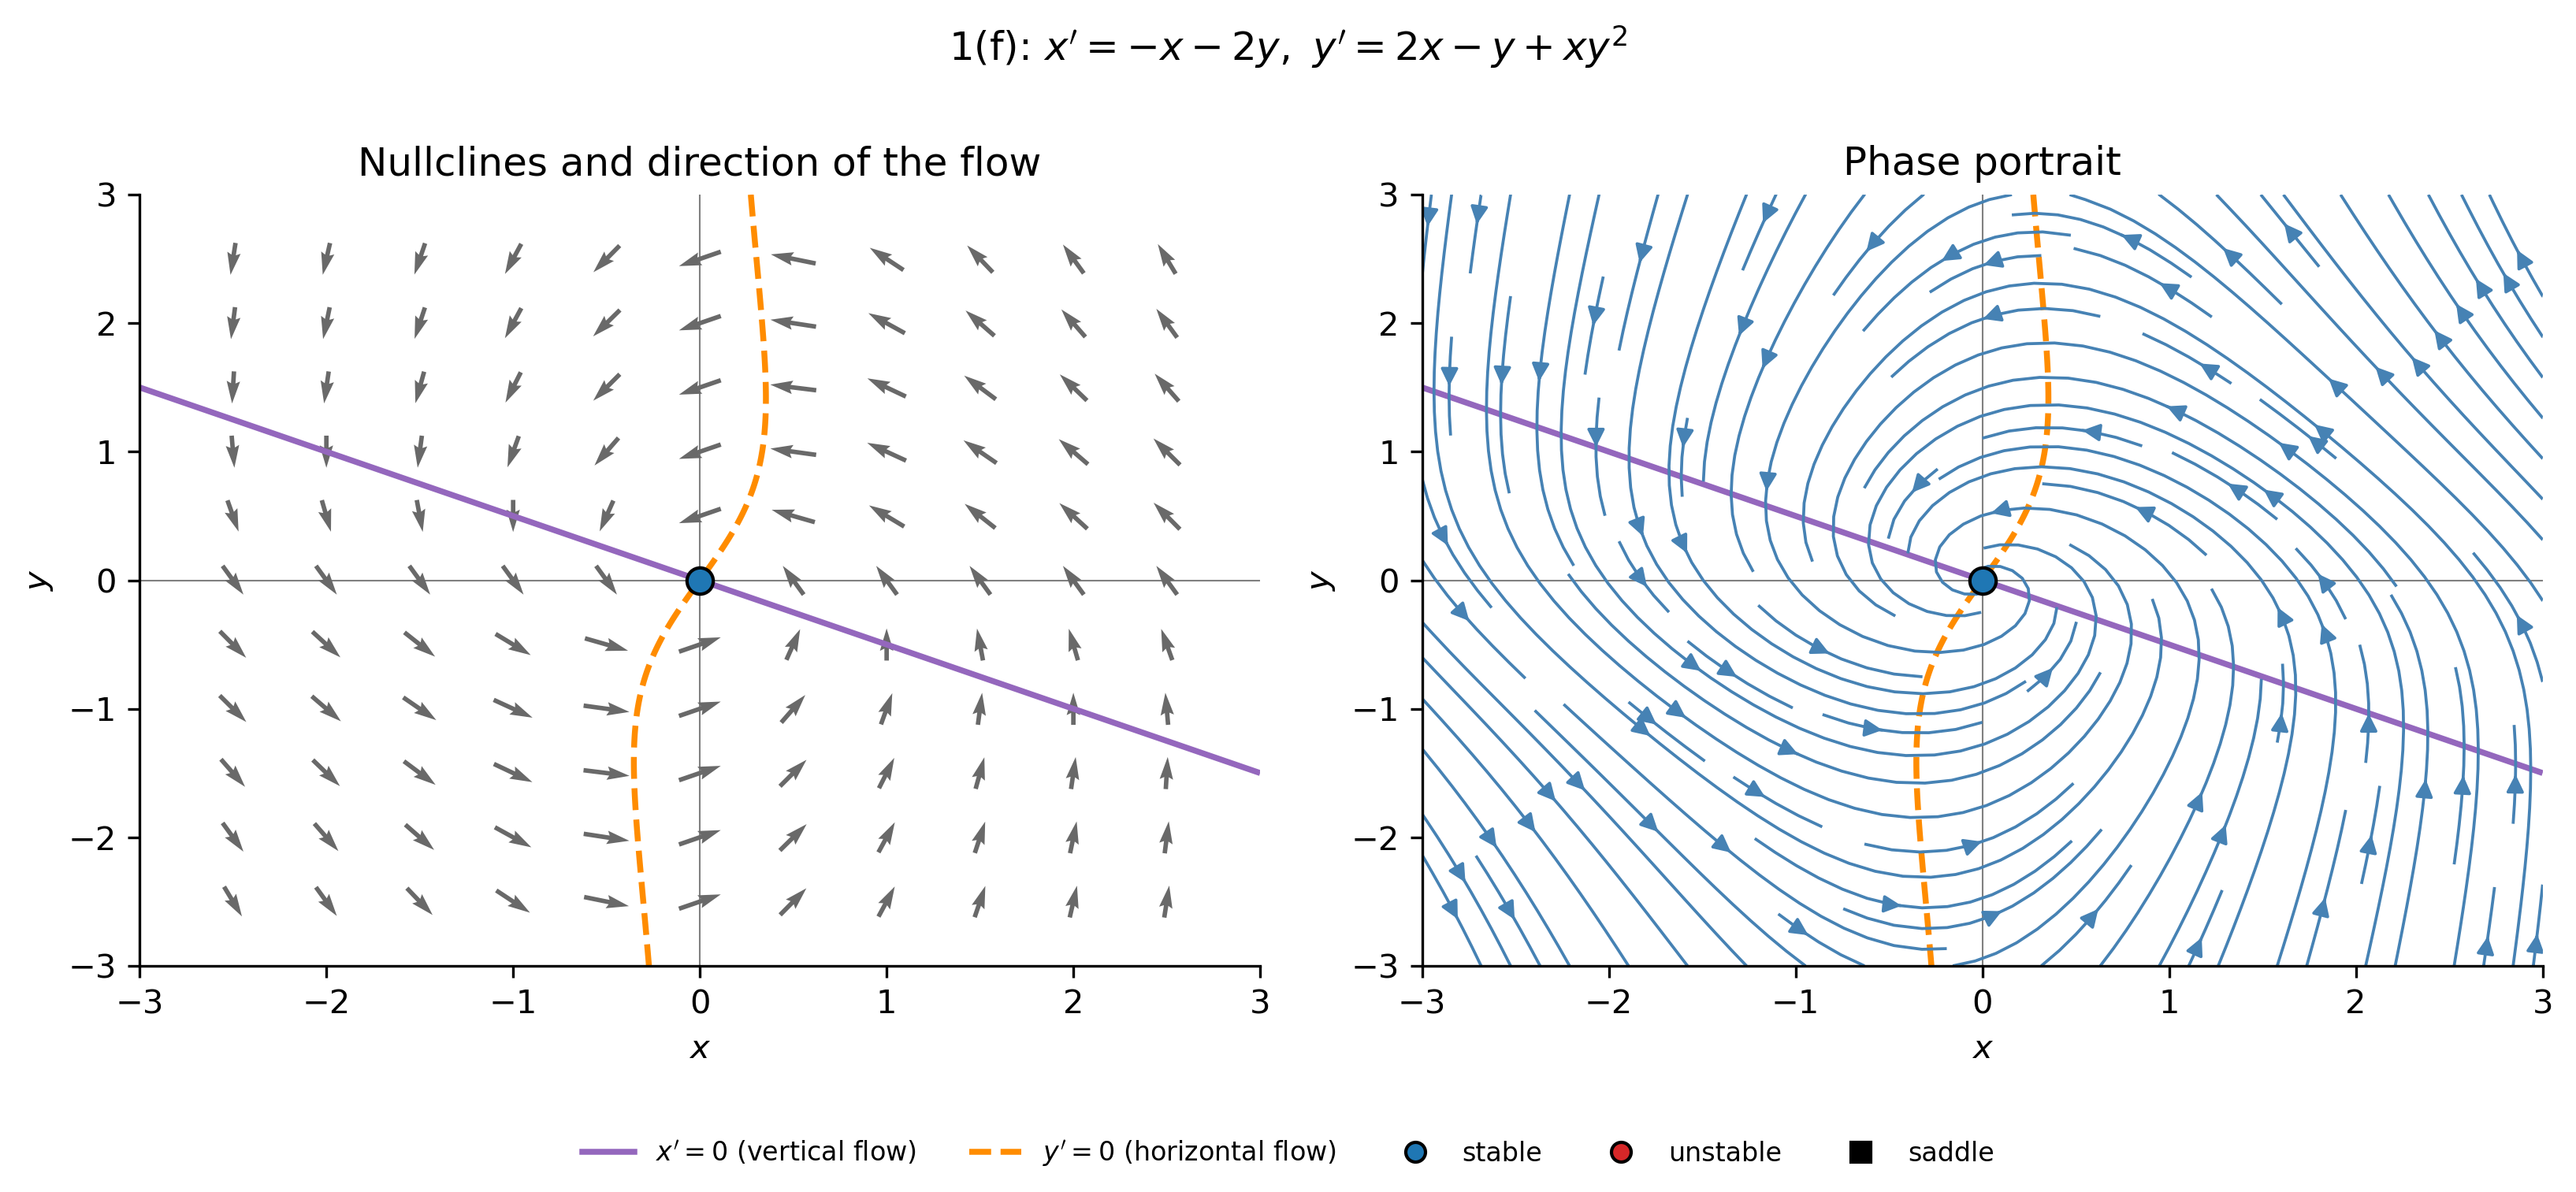 1(f): x′ = −x − 2y, y′ = 2x − y + xy²
Nullclines and direction of the flow
3
2
1
0
−1
−2
−3
y
−3 −2 −1 0 1 2 3
x
Phase portrait
3
2
1
0
−1
−2
−3
y
−3 −2 −1 0 1 2 3
x
x′ = 0 (vertical flow) y′ = 0 (horizontal flow) stable unstable saddle